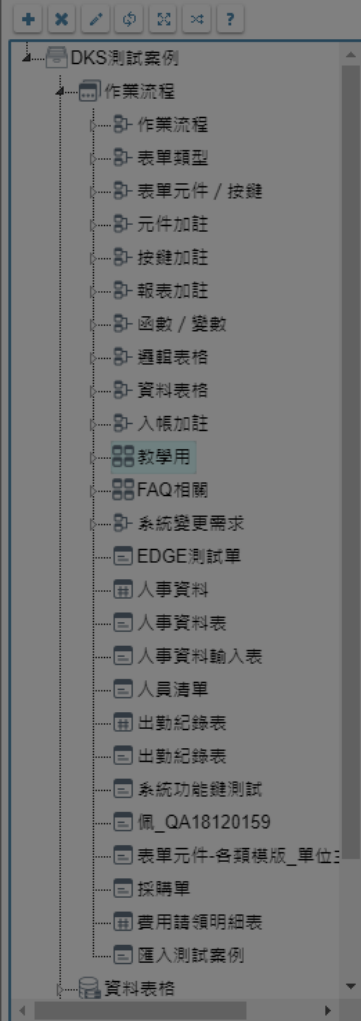 DKS測試案例
作業流程
作業流程
表單類型
表單元件 / 按鍵
元件加註
按鍵加註
報表加註
函數 / 變數
邏輯表格
資料表格
入帳加註
教學用
FAQ相關
系統變更需求
EDGE測試單
人事資料
人事資料表
人事資料輸入表
人員清單
出勤紀錄表
出勤紀錄表
系統功能鍵測試
佩_QA18120159
表單元件-各類模版_單位
採購單
費用請領明細表
匯入測試案例
資料表格